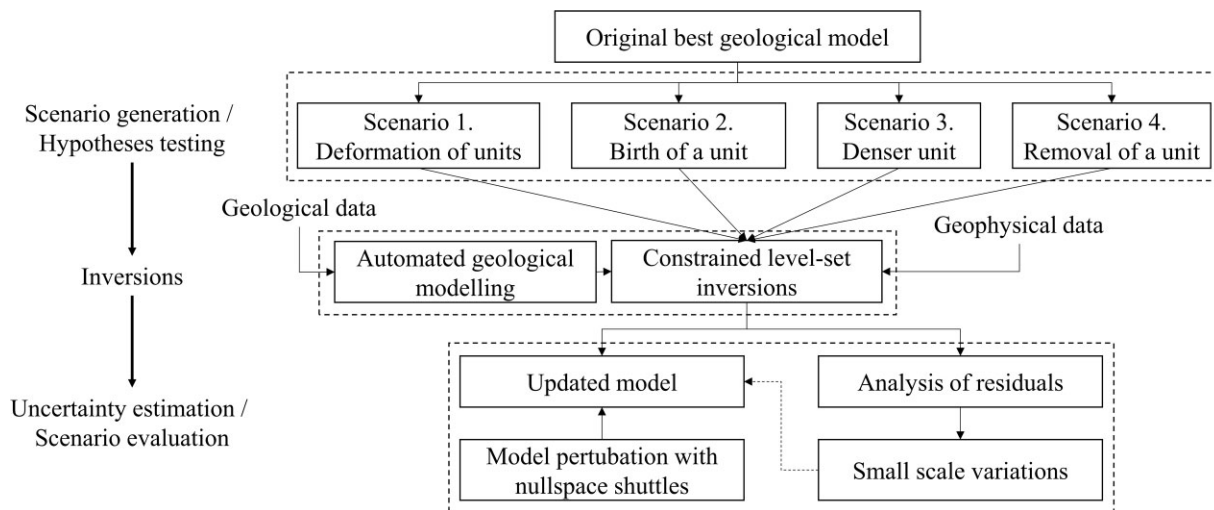 Original best geological model
Scenario generation /
Hypotheses testing
Scenario 1.
Deformation of units
Scenario 2.
Birth of a unit
Scenario 3.
Denser unit
Scenario 4.
Removal of a unit
Geological data
Geophysical data
Inversions
Automated geological
modelling
Constrained level-set
inversions
Uncertainty estimation /
Scenario evaluation
Updated model
Analysis of residuals
Model pertubation with
nullspace shuttles
Small scale variations